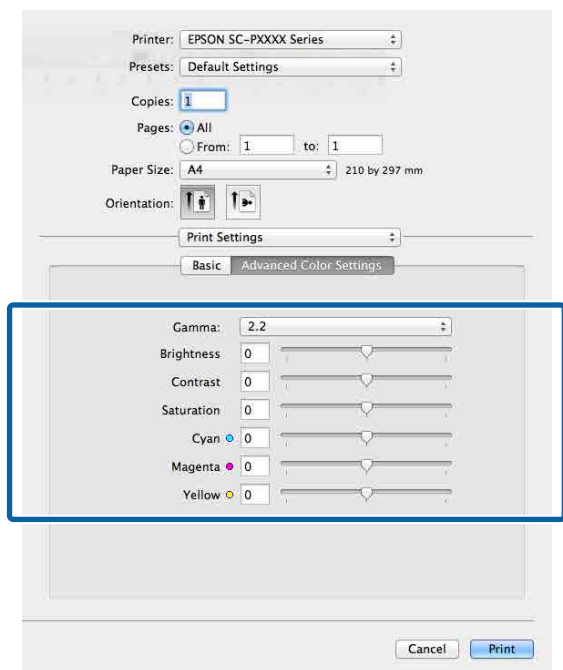 Printer: EPSON SC-PXXXX Series
Presets: Default Settings
Copies: 1
Pages: All
From: 1 to: 1
Paper Size: A4 210 by 297 mm
Orientation:
Print Settings
Basic Advanced Color Settings
Gamma: 2.2
Brightness 0
Contrast 0
Saturation 0
Cyan 0
Magenta 0
Yellow 0
Cancel Print